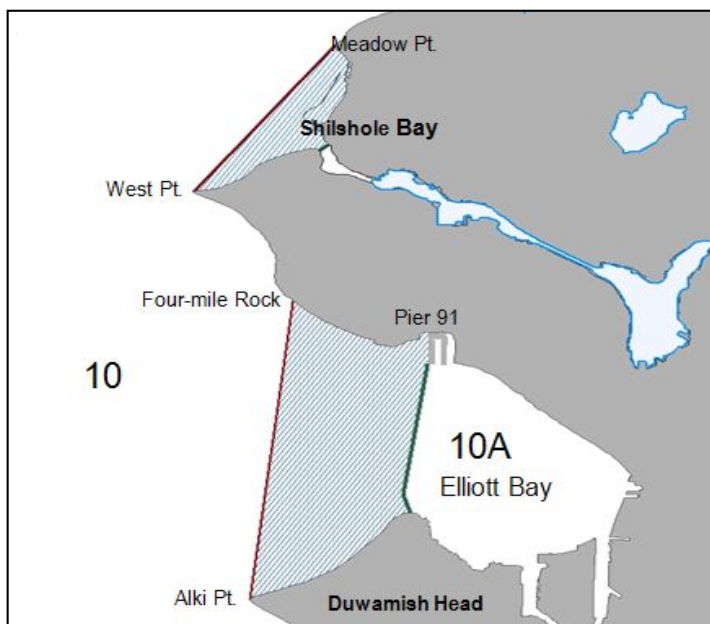 Meadow Pt.
Shilshole Bay
West Pt.
Four-mile Rock
Pier 91
10
10A
Elliott Bay
Alki Pt.
Duwamish Head